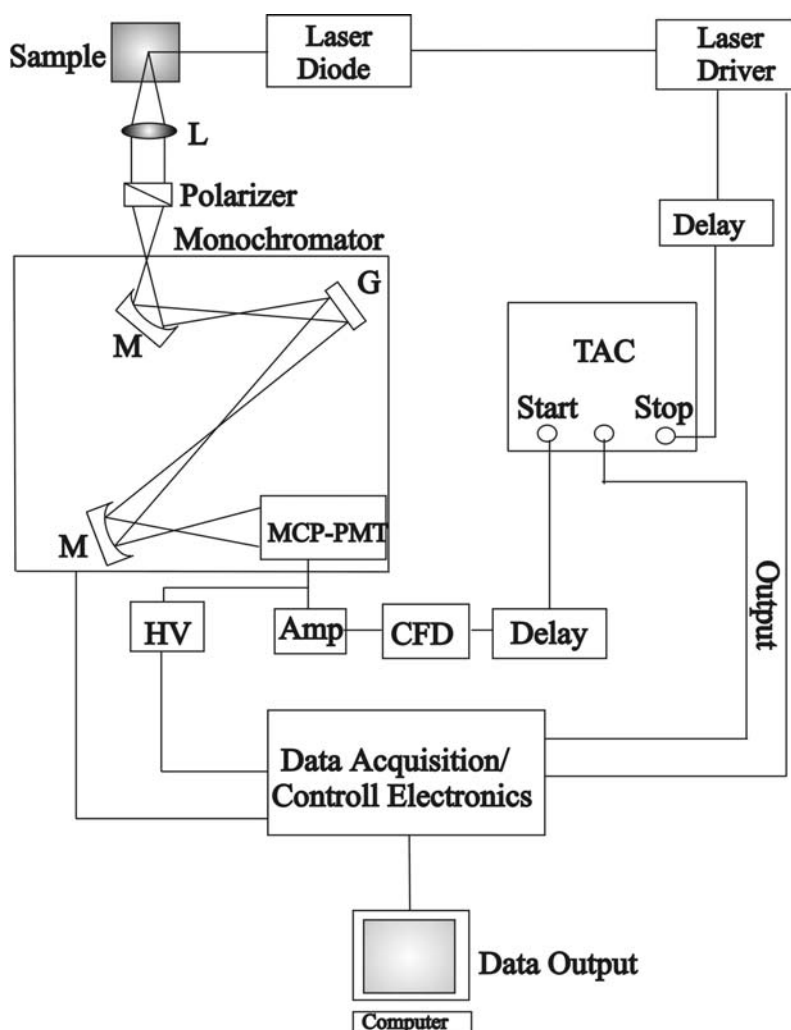 Sample
Laser
Diode
Laser
Driver
L
Polarizer
Delay
Monochromator
G
M
TAC
Start
Stop
M
MCP-PMT
HV
Amp
CFD
Delay
Output
Data Acquisition/
Controll Electronics
Data Output
Computer